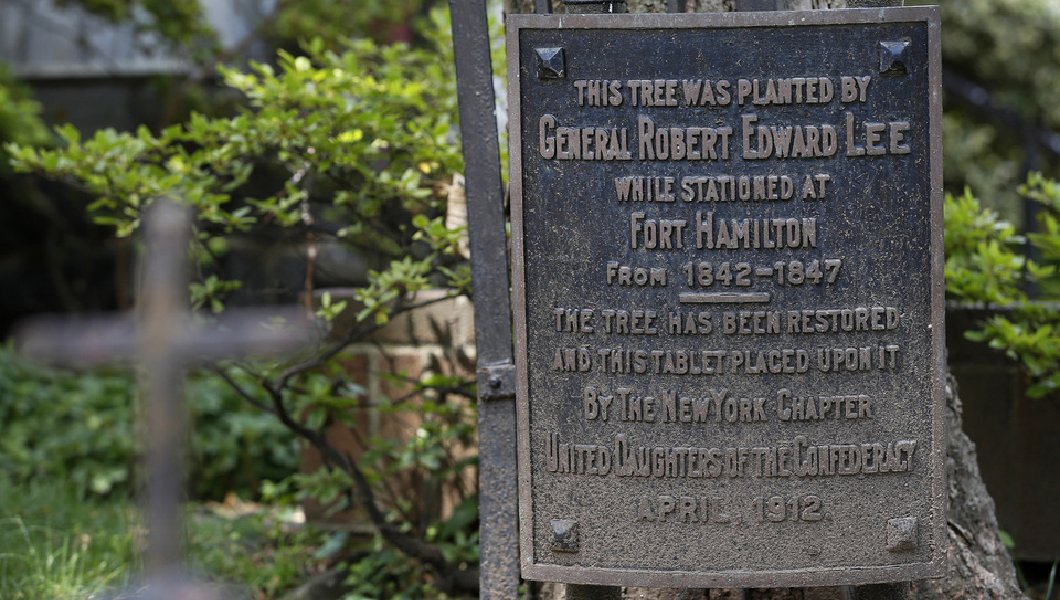 THIS TREE WAS PLANTED BY
GENERAL ROBERT EDWARD LEE
WHILE STATIONED AT
FORT HAMILTON
FROM 1842-1847
THE TREE HAS BEEN RESTORED
AND THIS TABLET PLACED UPON IT
BY THE NEW YORK CHAPTER
UNITED DAUGHTERS OF THE CONFEDERACY
APRIL, 1912.